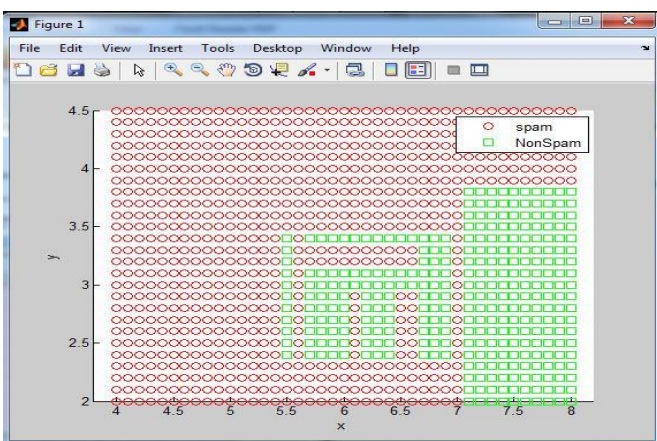 Figure 1
File Edit View Insert Tools Desktop Window Help
spam
NonSpam
4.5
4
3.5
3
2.5
2
y
4 4.5 5 5.5 6 6.5 7 7.5 8
x